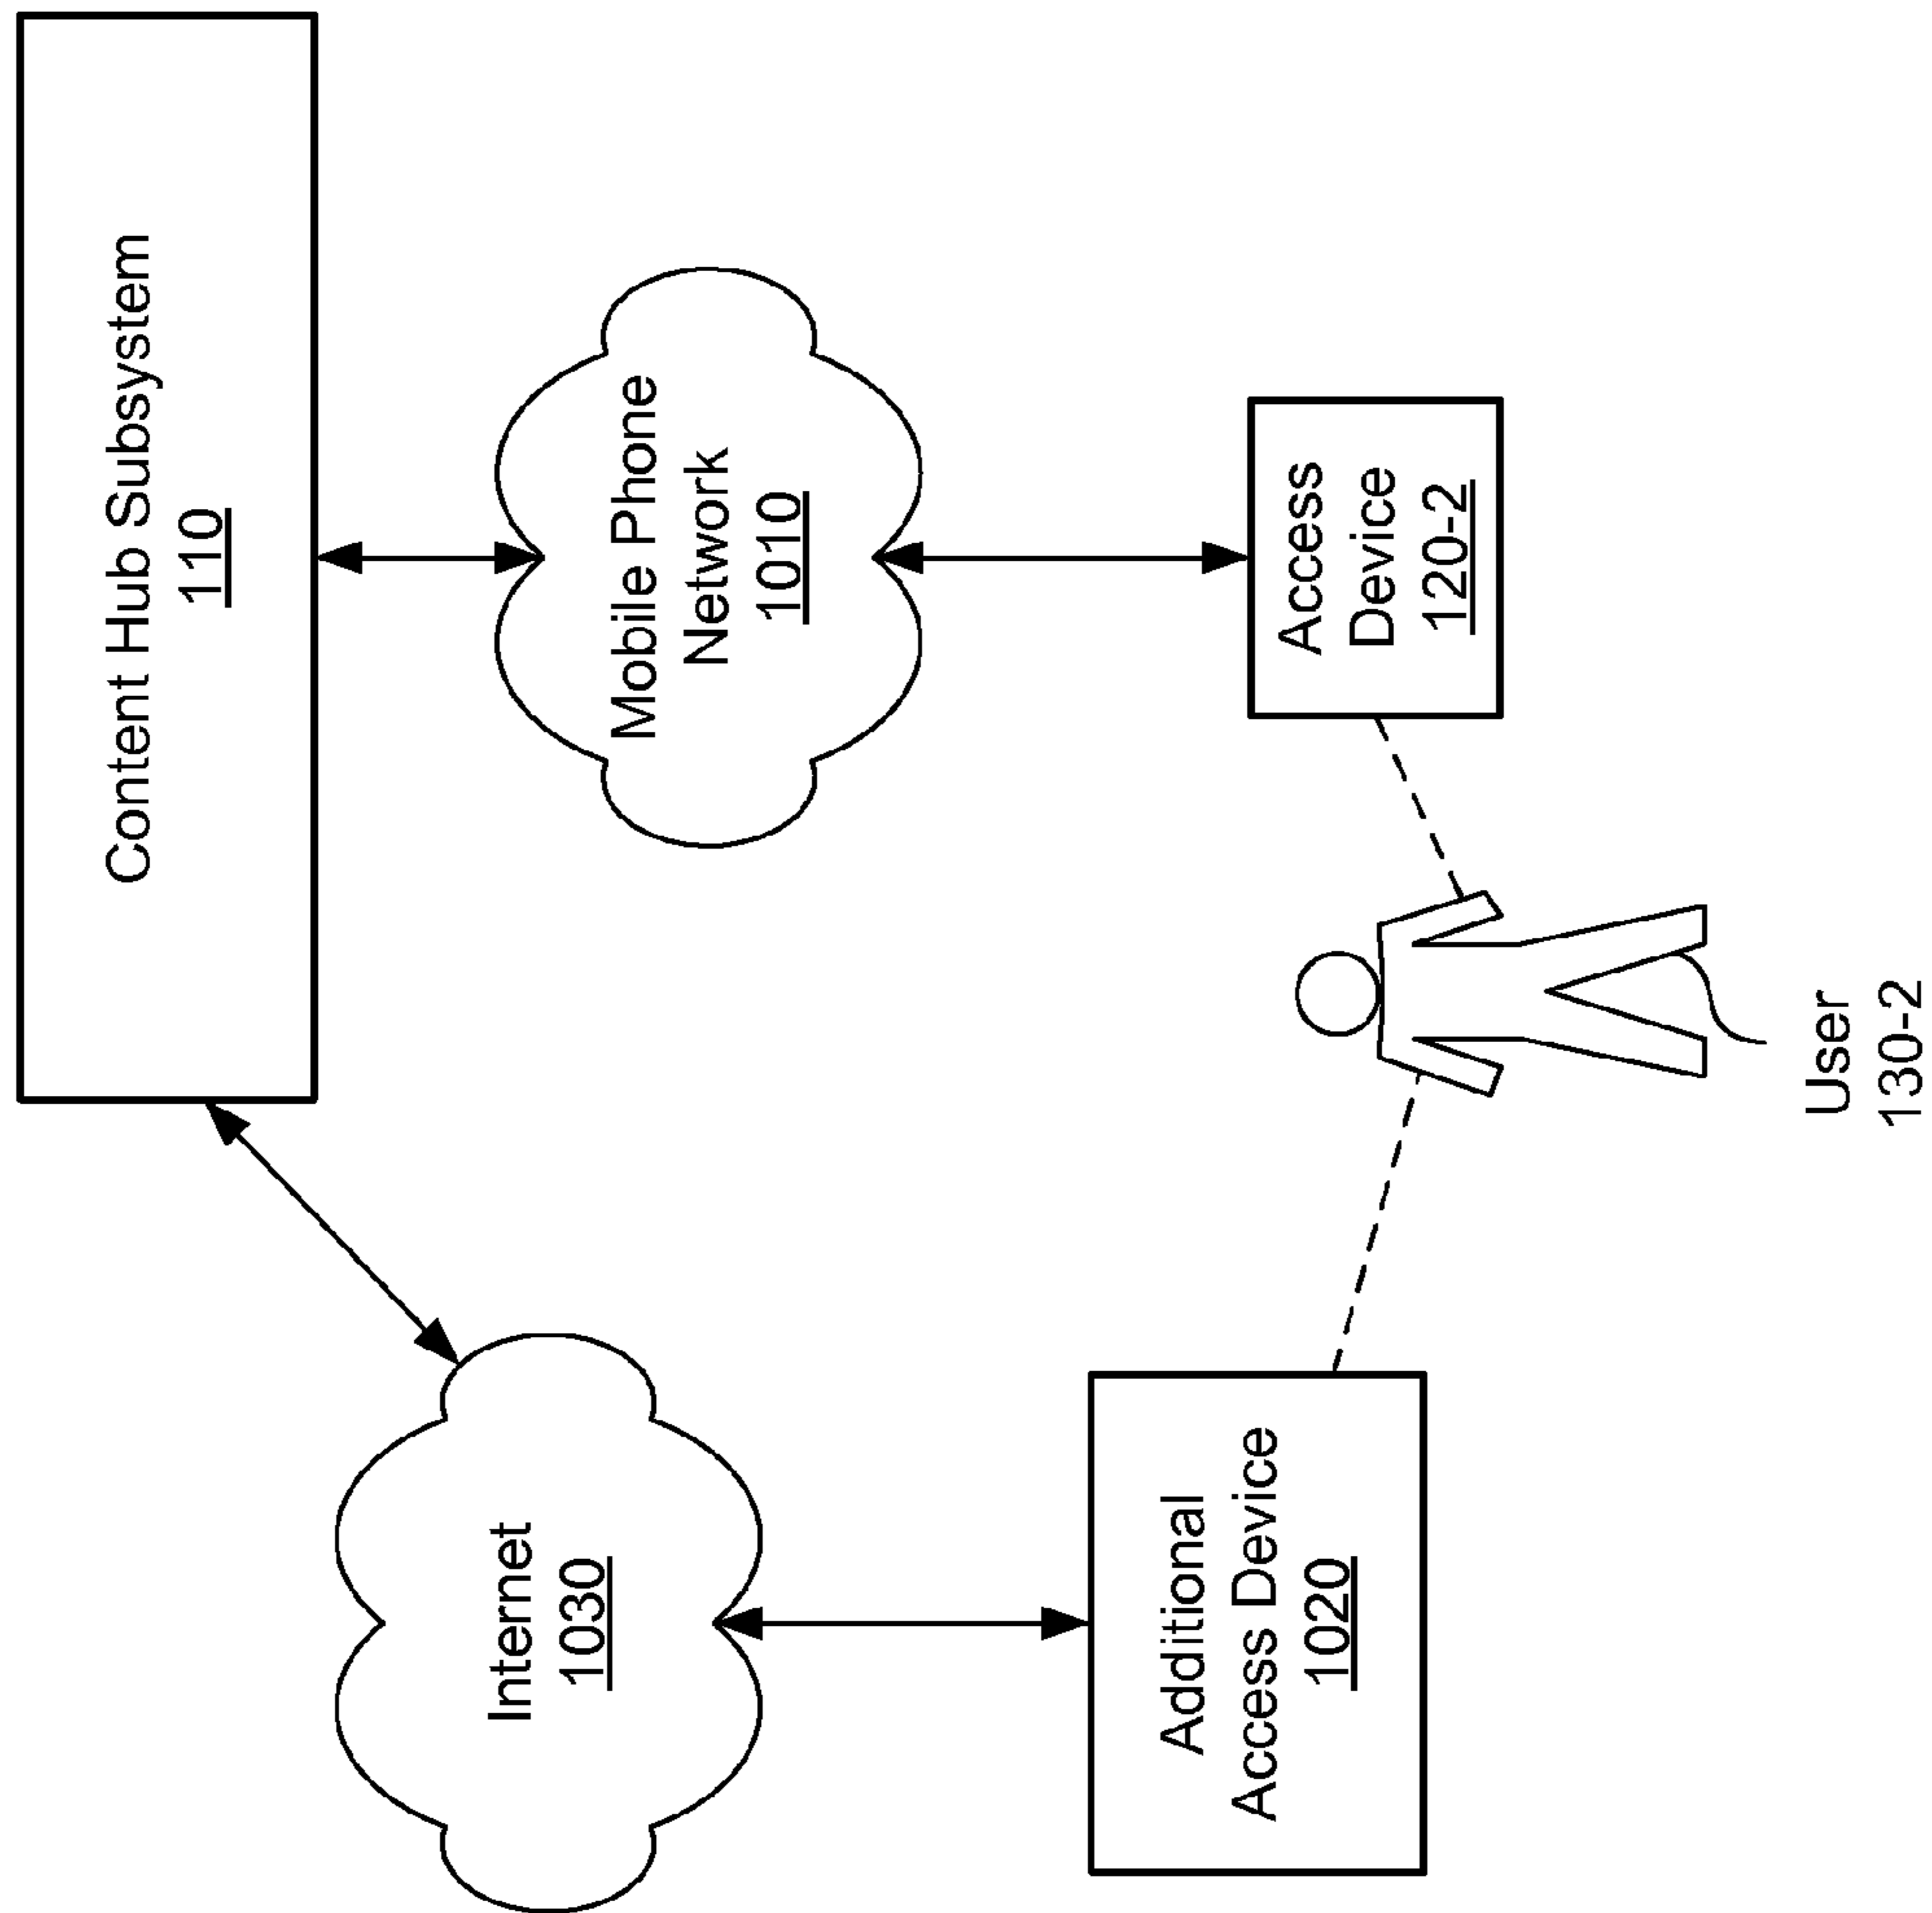 Content Hub Subsystem
110
Internet
1030
Mobile Phone
Network
1010
Additional
Access Device
1020
Access
Device
120-2
User
130-2